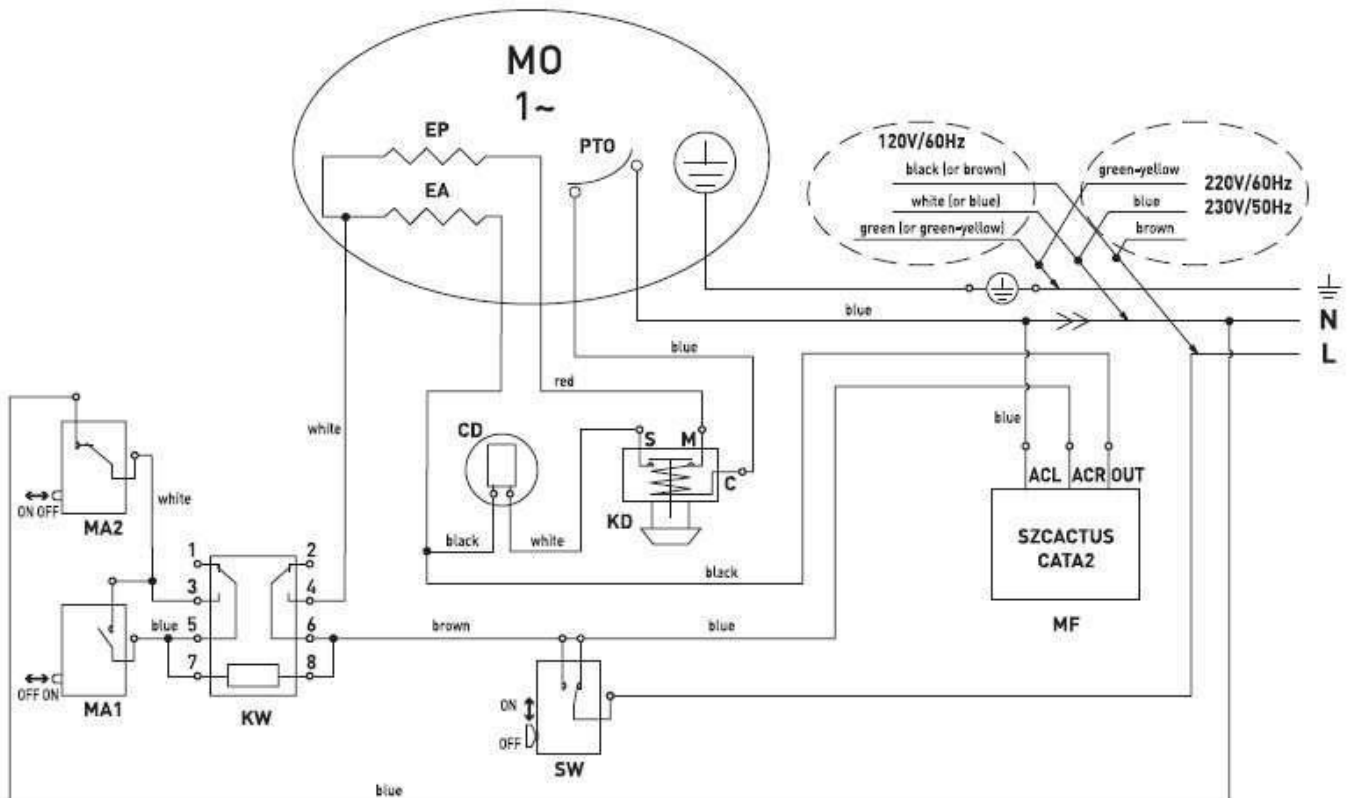 MO
1~
EP
EA
PTO
120V/60Hz
black (or brown)
white (or blue)
green (or green-yellow)
green-yellow
220V/60Hz
blue
230V/50Hz
brown
blue
N
L
blue
red
white
CD
S M
C
KD
blue
ACL ACR OUT
SZCACTUS
CATA2
MF
ON OFF
MA2
white
black
white
black
1 2
3 4
blue 5 6
7 8
brown
blue
OFF ON
MA1
KW
ON
OFF
SW
blue